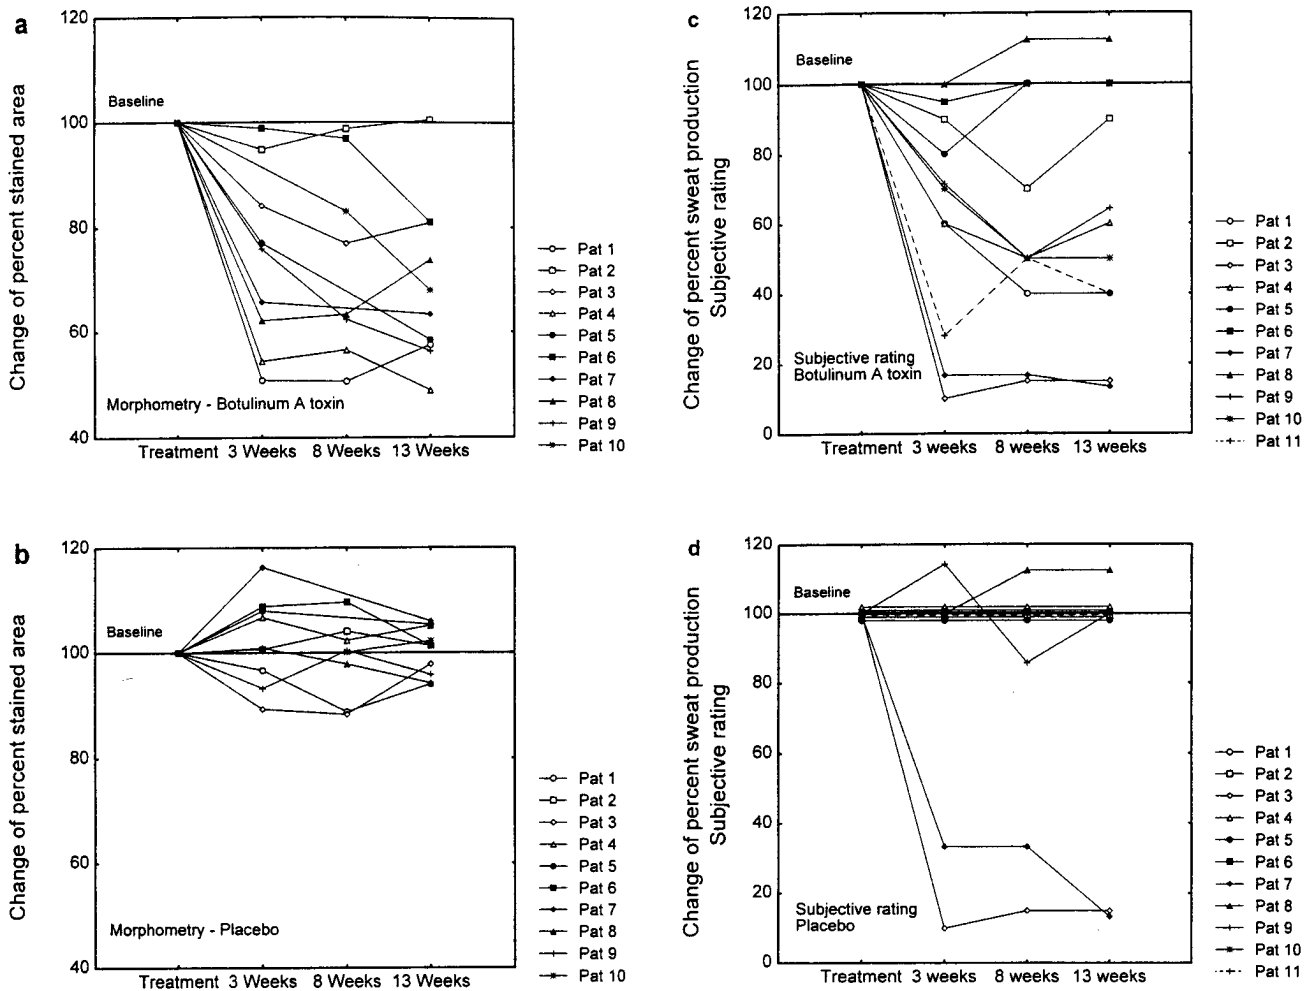 a
Change of percent stained area
120
100
80
60
40
Baseline
Morphometry - Botulinum A toxin
Treatment 3 Weeks 8 Weeks 13 Weeks
Pat 1
Pat 2
Pat 3
Pat 4
Pat 5
Pat 6
Pat 7
Pat 8
Pat 9
Pat 10
c
Change of percent sweat production
Subjective rating
120
100
80
60
40
20
0
Baseline
Subjective rating
Botulinum A toxin
Treatment 3 weeks 8 weeks 13 weeks
Pat 1
Pat 2
Pat 3
Pat 4
Pat 5
Pat 6
Pat 7
Pat 8
Pat 9
Pat 10
Pat 11
b
Change of percent stained area
120
100
80
60
40
Baseline
Morphometry - Placebo
Treatment 3 Weeks 8 Weeks 13 Weeks
Pat 1
Pat 2
Pat 3
Pat 4
Pat 5
Pat 6
Pat 7
Pat 8
Pat 9
Pat 10
d
Change of percent sweat production
Subjective rating
120
100
80
60
40
20
0
Baseline
Subjective rating
Placebo
Treatment 3 weeks 8 weeks 13 weeks
Pat 1
Pat 2
Pat 3
Pat 4
Pat 5
Pat 6
Pat 7
Pat 8
Pat 9
Pat 10
Pat 11